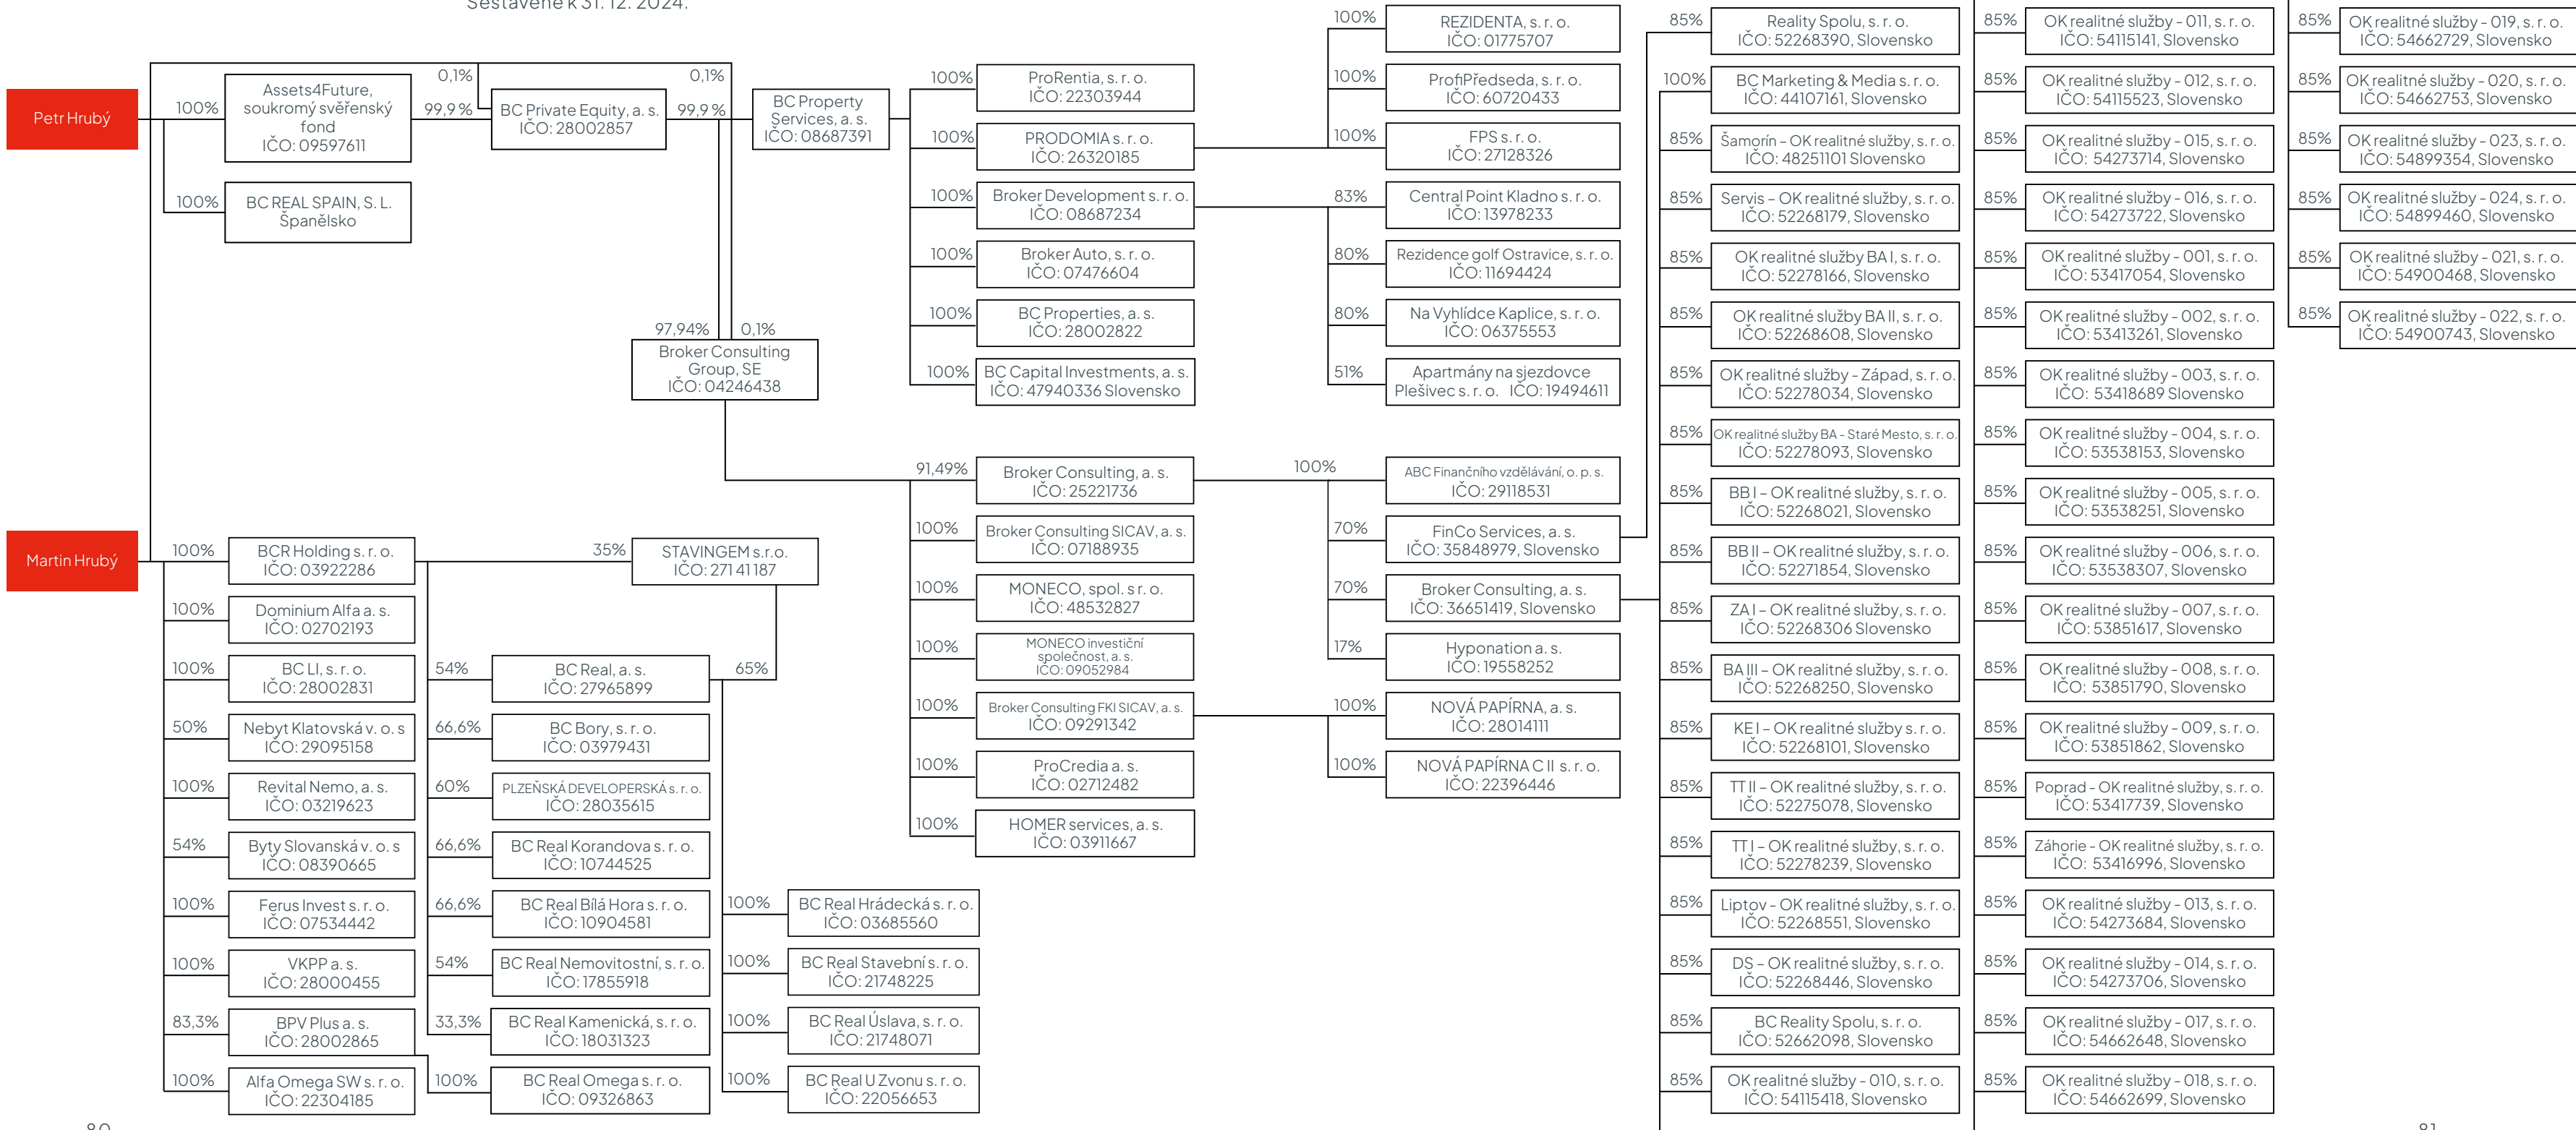 Sestavené k 31. 12. 2024.
Petr Hrubý
100%
Assets4Future,
soukromý svěřenský
fond
IČO: 09597611
100%
BC REAL SPAIN, S. L.
Španělsko
0,1%
99,9 %
BC Private Equity, a. s.
IČO: 28002857
0,1%
99,9 %
BC Property
Services, a. s.
IČO: 08687391
97,94%
0,1%
Broker Consulting
Group, SE
IČO: 04246438
100%
ProRentia, s. r. o.
IČO: 22303944
100%
PRODOMIA s. r. o.
IČO: 26320185
100%
Broker Development s. r. o.
IČO: 08687234
100%
Broker Auto, s. r. o.
IČO: 07476604
100%
BC Properties, a. s.
IČO: 28002822
100%
BC Capital Investments, a. s.
IČO: 47940336 Slovensko
100%
REZIDENTA, s. r. o.
IČO: 01775707
100%
ProfiPředseda, s. r. o.
IČO: 60720433
100%
FPS s. r. o.
IČO: 27128326
83%
Central Point Kladno s. r. o.
IČO: 13978233
80%
Rezidence golf Ostravice, s. r. o.
IČO: 11694424
80%
Na Vyhlídce Kaplice, s. r. o.
IČO: 06375553
51%
Apartmány na sjezdovce
Plešivec s. r. o. IČO: 19494611
Martin Hrubý
100%
BCR Holding s. r. o.
IČO: 03922286
100%
Dominium Alfa a. s.
IČO: 02702193
100%
BC LI, s. r. o.
IČO: 28002831
50%
Nebyt Klatovská v. o. s
IČO: 29095158
100%
Revital Nemo, a. s.
IČO: 03219623
54%
Byty Slovanská v. o. s
IČO: 08390665
100%
Ferus Invest s. r. o.
IČO: 07534442
100%
VKPP a. s.
IČO: 28000455
83,3%
BPV Plus a. s.
IČO: 28002865
100%
Alfa Omega SW s. r. o.
IČO: 22304185
35%
STAVINGEM s.r.o.
IČO: 271 41 187
65%
54%
BC Real, a. s.
IČO: 27965899
66,6%
BC Bory, s. r. o.
IČO: 03979431
60%
PLZEŇSKÁ DEVELOPERSKÁ s. r. o.
IČO: 28035615
66,6%
BC Real Korandova s. r. o.
IČO: 10744525
66,6%
BC Real Bílá Hora s. r. o.
IČO: 10904581
54%
BC Real Nemovitostní, s. r. o.
IČO: 17855918
33,3%
BC Real Kamenická, s. r. o.
IČO: 18031323
100%
BC Real Omega s. r. o.
IČO: 09326863
100%
BC Real Hrádecká s. r. o.
IČO: 03685560
100%
BC Real Stavební s. r. o.
IČO: 21748225
100%
BC Real Úslava, s. r. o.
IČO: 21748071
100%
BC Real U Zvonu s. r. o.
IČO: 22056653
91,49%
Broker Consulting, a. s.
IČO: 25221736
100%
Broker Consulting SICAV, a. s.
IČO: 07188935
100%
MONECO, spol. s r. o.
IČO: 48532827
100%
MONECO investiční
společnost, a. s.
IČO: 09052984
100%
Broker Consulting FKI SICAV, a. s.
IČO: 09291342
100%
ProCredia a. s.
IČO: 02712482
100%
HOMER services, a. s.
IČO: 03911667
100%
ABC Finančního vzdělávání, o. p. s.
IČO: 29118531
70%
FinCo Services, a. s.
IČO: 35848979, Slovensko
70%
Broker Consulting, a. s.
IČO: 36651419, Slovensko
17%
Hyponation a. s.
IČO: 19558252
100%
NOVÁ PAPÍRNA, a. s.
IČO: 28014111
100%
NOVÁ PAPÍRNA C II s. r. o.
IČO: 22396446
85%
Reality Spolu, s. r. o.
IČO: 52268390, Slovensko
100%
BC Marketing & Media s. r. o.
IČO: 44107161, Slovensko
85%
Šamorín – OK realitné služby, s. r. o.
IČO: 48251101 Slovensko
85%
Servis – OK realitné služby, s. r. o.
IČO: 52268179, Slovensko
85%
OK realitné služby BA I, s. r. o.
IČO: 52278166, Slovensko
85%
OK realitné služby BA II, s. r. o.
IČO: 52268608, Slovensko
85%
OK realitné služby - Západ, s. r. o.
IČO: 52278034, Slovensko
85%
OK realitné služby BA - Staré Mesto, s. r. o.
IČO: 52278093, Slovensko
85%
BB I – OK realitné služby, s. r. o.
IČO: 52268021, Slovensko
85%
BB II – OK realitné služby, s. r. o.
IČO: 52271854, Slovensko
85%
ZA I – OK realitné služby, s. r. o.
IČO: 52268306 Slovensko
85%
BA III – OK realitné služby, s. r. o.
IČO: 52268250, Slovensko
85%
KE I – OK realitné služby s. r. o.
IČO: 52268101, Slovensko
85%
TT II – OK realitné služby, s. r. o.
IČO: 52275078, Slovensko
85%
TT I – OK realitné služby, s. r. o.
IČO: 52278239, Slovensko
85%
Liptov - OK realitné služby, s. r. o.
IČO: 52268551, Slovensko
85%
DS – OK realitné služby, s. r. o.
IČO: 52268446, Slovensko
85%
BC Reality Spolu, s. r. o.
IČO: 52662098, Slovensko
85%
OK realitné služby - 010, s. r. o.
IČO: 54115418, Slovensko
85%
OK realitné služby - 011, s. r. o.
IČO: 54115141, Slovensko
85%
OK realitné služby - 012, s. r. o.
IČO: 54115523, Slovensko
85%
OK realitné služby - 015, s. r. o.
IČO: 54273714, Slovensko
85%
OK realitné služby - 016, s. r. o.
IČO: 54273722, Slovensko
85%
OK realitné služby - 001, s. r. o.
IČO: 53417054, Slovensko
85%
OK realitné služby - 002, s. r. o.
IČO: 53413261, Slovensko
85%
OK realitné služby - 003, s. r. o.
IČO: 53418689 Slovensko
85%
OK realitné služby - 004, s. r. o.
IČO: 53538153, Slovensko
85%
OK realitné služby - 005, s. r. o.
IČO: 53538251, Slovensko
85%
OK realitné služby - 006, s. r. o.
IČO: 53538307, Slovensko
85%
OK realitné služby - 007, s. r. o.
IČO: 53851617, Slovensko
85%
OK realitné služby - 008, s. r. o.
IČO: 53851790, Slovensko
85%
OK realitné služby - 009, s. r. o.
IČO: 53851862, Slovensko
85%
Poprad - OK realitné služby, s. r. o.
IČO: 53417739, Slovensko
85%
Záhorie - OK realitné služby, s. r. o.
IČO: 53416996, Slovensko
85%
OK realitné služby - 013, s. r. o.
IČO: 54273684, Slovensko
85%
OK realitné služby - 014, s. r. o.
IČO: 54273706, Slovensko
85%
OK realitné služby - 017, s. r. o.
IČO: 54662648, Slovensko
85%
OK realitné služby - 018, s. r. o.
IČO: 54662699, Slovensko
85%
OK realitné služby - 019, s. r. o.
IČO: 54662729, Slovensko
85%
OK realitné služby - 020, s. r. o.
IČO: 54662753, Slovensko
85%
OK realitné služby - 023, s. r. o.
IČO: 54899354, Slovensko
85%
OK realitné služby - 024, s. r. o.
IČO: 54899460, Slovensko
85%
OK realitné služby - 021, s. r. o.
IČO: 54900468, Slovensko
85%
OK realitné služby - 022, s. r. o.
IČO: 54900743, Slovensko
80
81